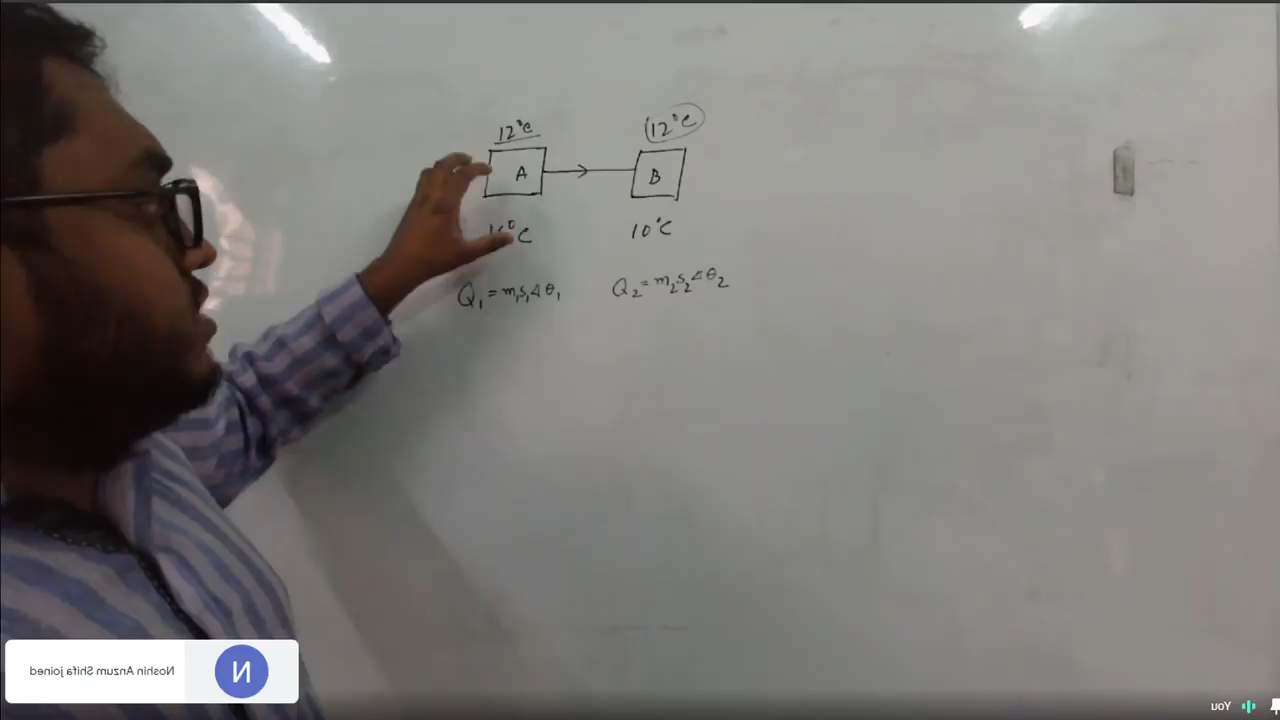 12°C 12°C
A B
10°C
Q₁ = m₁s₁Δθ₁ Q₂ = m₂s₂Δθ₂
Noshin Anzum Shifa joined
N
You